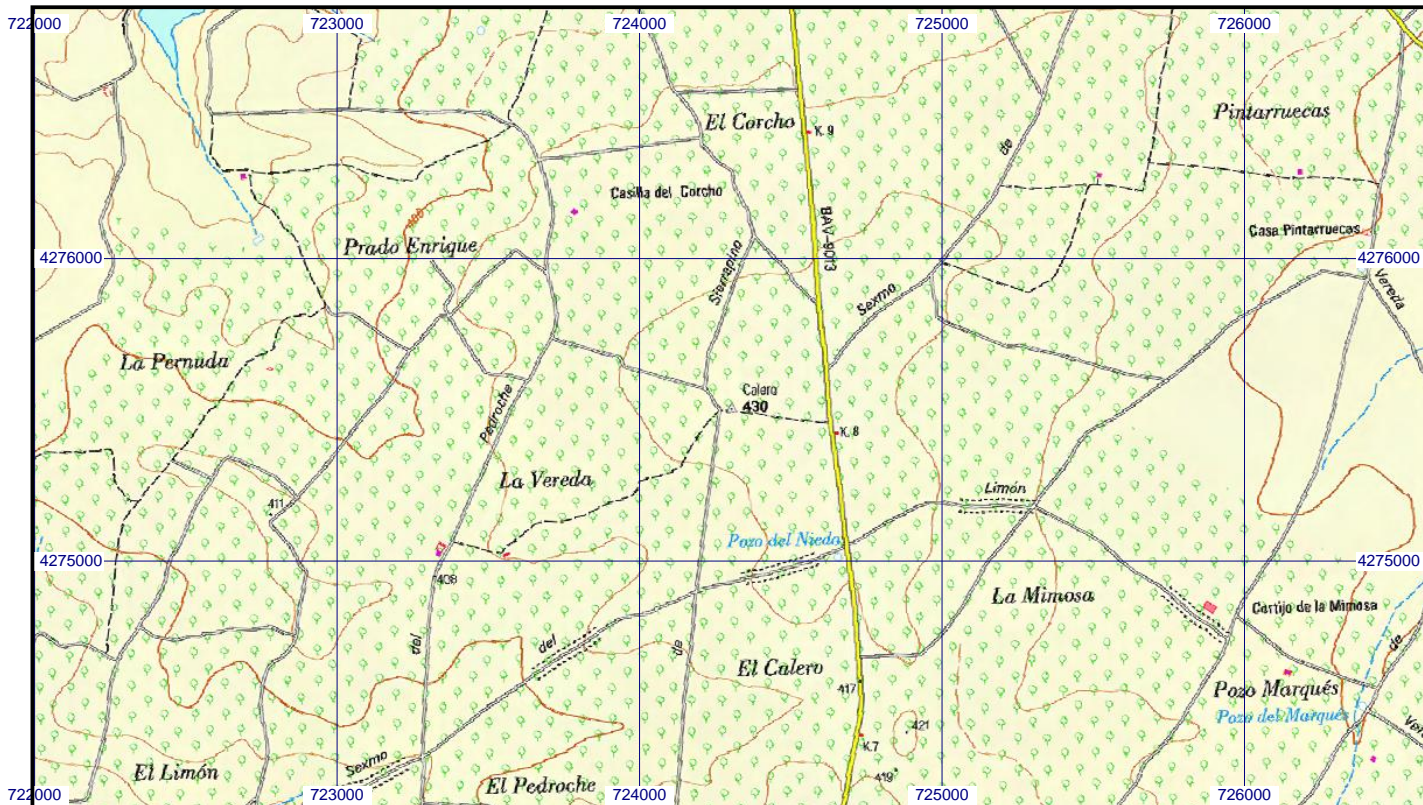 722000
723000
724000
725000
726000
El Corcho
K. 9
Pintarruecas
de
Casilla del Corcho
400
BAV-9013
Casa Pintarruecas
Prado Enrique
4276000
4276000
Sierrapino
Sexmo
Vereda
La Pernuda
Calero
430
Pedroche
K. 8
La Vereda
Limón
411
Pozo del Niedo
4275000
4275000
408
La Mimosa
Cortijo de la Mimosa
del
del
de
de
El Calero
417
Pozo Marqués
Pozo del Marqués
421
K.7
Sexmo
El Limón
419
El Pedroche
722000
723000
724000
725000
726000